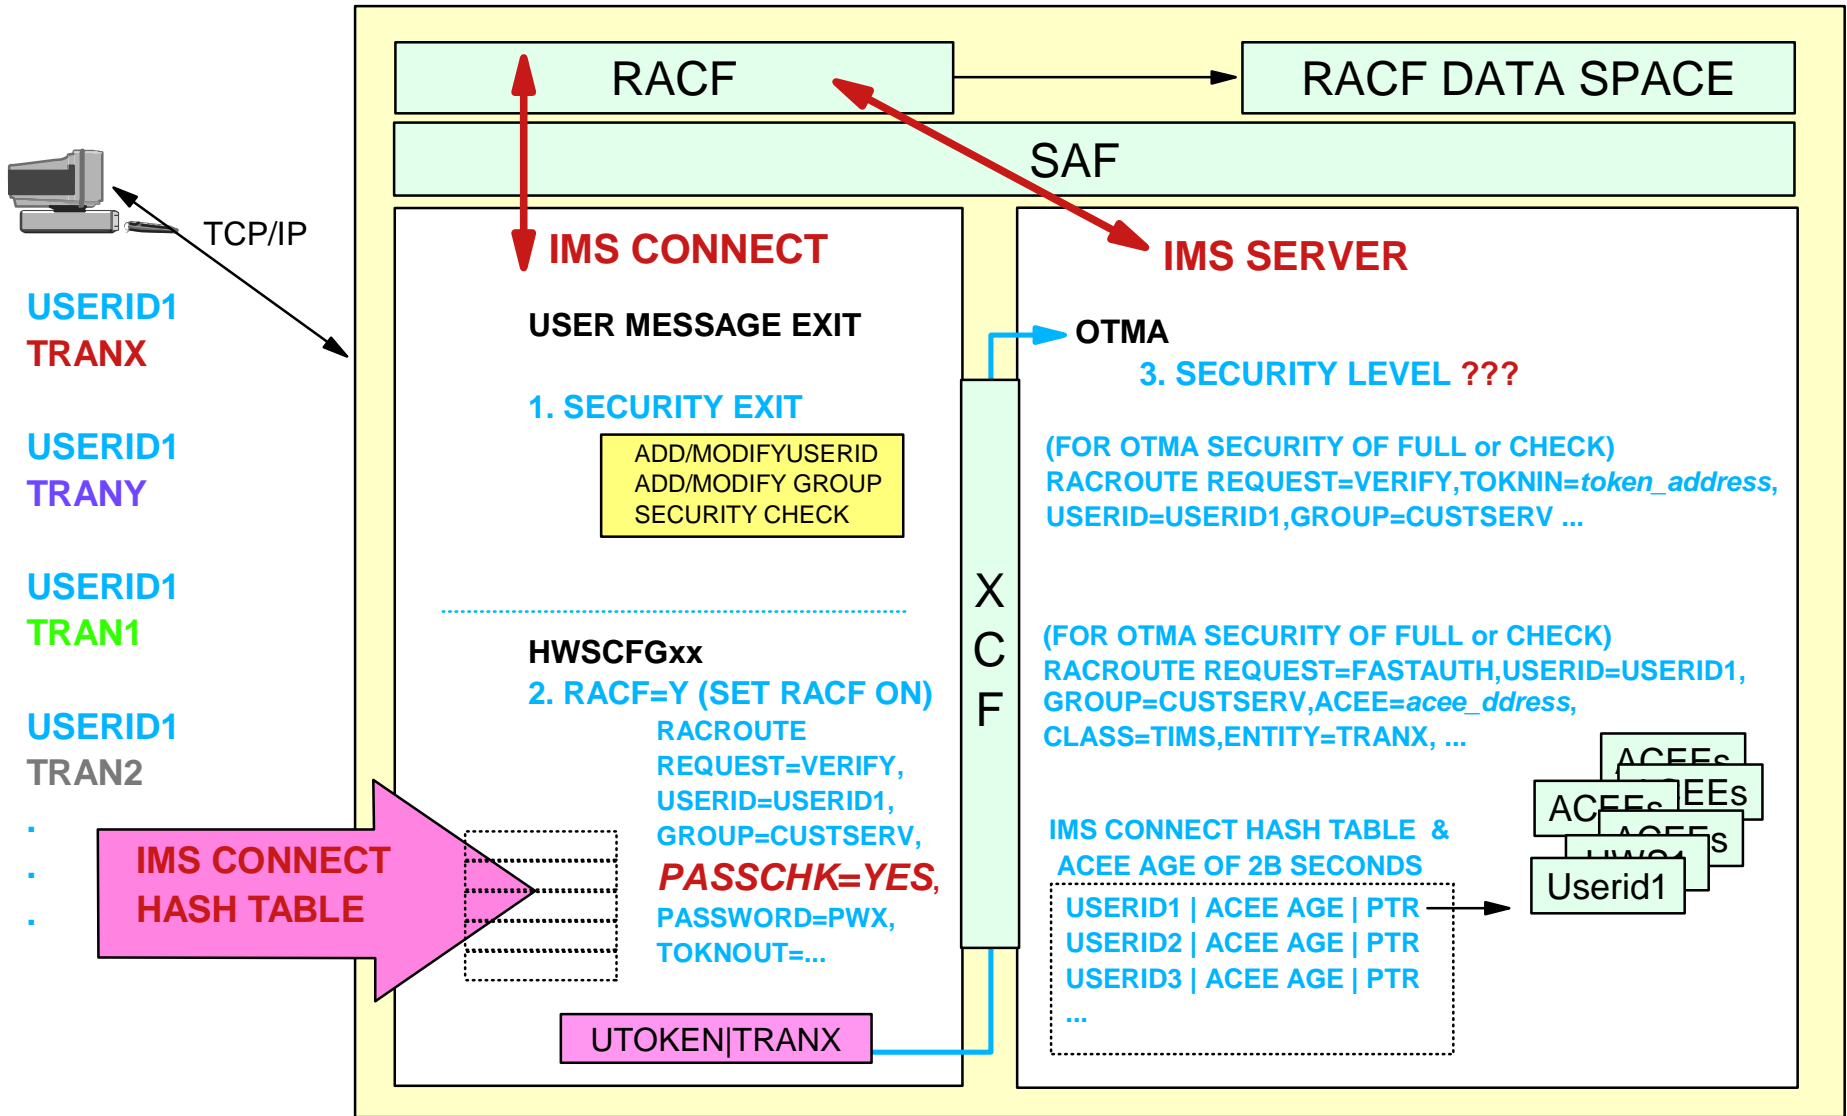 RACF
RACF DATA SPACE
SAF
TCP/IP
USERID1
TRANX
USERID1
TRANY
USERID1
TRAN1
USERID1
TRAN2
.
.
.
IMS CONNECT
HASH TABLE
IMS CONNECT
USER MESSAGE EXIT
1. SECURITY EXIT
ADD/MODIFYUSERID
ADD/MODIFY GROUP
SECURITY CHECK
HWSCFGxx
2. RACF=Y (SET RACF ON)
RACROUTE
REQUEST=VERIFY,
USERID=USERID1,
GROUP=CUSTSERV,
PASSCHK=YES,
PASSWORD=PWX,
TOKNOUT=...
UTOKEN|TRANX
X
C
F
IMS SERVER
OTMA
3. SECURITY LEVEL ???
(FOR OTMA SECURITY OF FULL or CHECK)
RACROUTE REQUEST=VERIFY,TOKNIN=token_address,
USERID=USERID1,GROUP=CUSTSERV ...
(FOR OTMA SECURITY OF FULL or CHECK)
RACROUTE REQUEST=FASTAUTH,USERID=USERID1,
GROUP=CUSTSERV,ACEE=acee_ddress,
CLASS=TIMS,ENTITY=TRANX, ...
IMS CONNECT HASH TABLE &
ACEE AGE OF 2B SECONDS
USERID1 | ACEE AGE | PTR
USERID2 | ACEE AGE | PTR
USERID3 | ACEE AGE | PTR
...
ACEEs
ACEEs
ACEEs
ACEEs
HWS1
Userid1